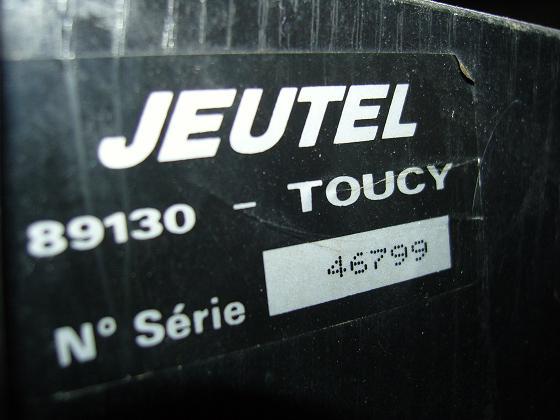 JEUTEL
89130 - TOUCY
N° Série 46799